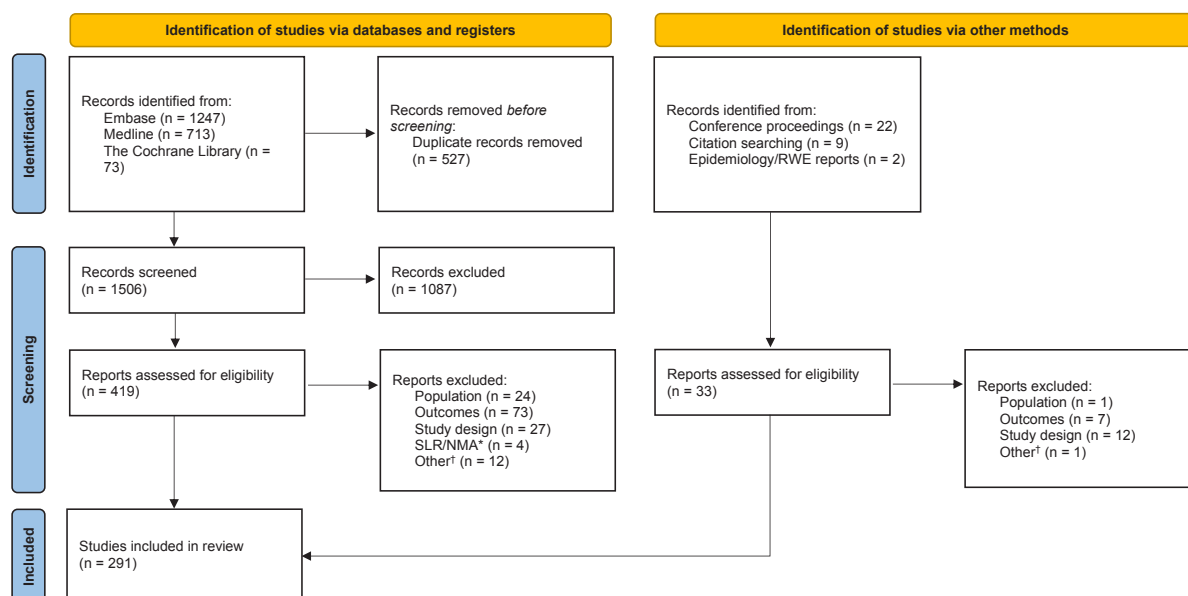 Identification of studies via databases and registers
Identification of studies via other methods
Identification
Records identified from:
Embase (n = 1247)
Medline (n = 713)
The Cochrane Library (n =
73)
Records removed before
screening:
Duplicate records removed
(n = 527)
Records identified from:
Conference proceedings (n = 22)
Citation searching (n = 9)
Epidemiology/RWE reports (n = 2)
Screening
Records screened
(n = 1506)
Records excluded
(n = 1087)
Reports assessed for eligibility
(n = 419)
Reports excluded:
Population (n = 24)
Outcomes (n = 73)
Study design (n = 27)
SLR/NMA* (n = 4)
Other† (n = 12)
Reports assessed for eligibility
(n = 33)
Reports excluded:
Population (n = 1)
Outcomes (n = 7)
Study design (n = 12)
Other† (n = 1)
Included
Studies included in review
(n = 291)